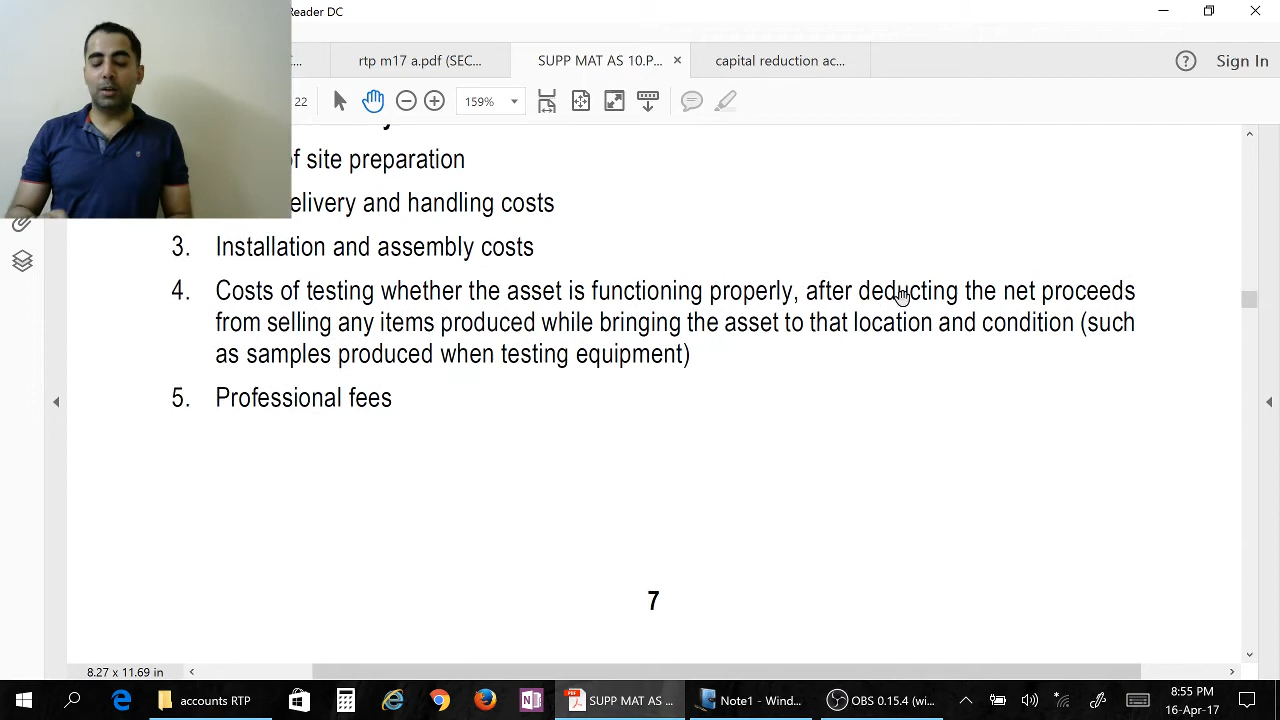 Reader DC
rtp m17 a.pdf (SEC...
SUPP MAT AS 10.P...
capital reduction ac...
Sign In
22
159%
of site preparation
elivery and handling costs
3. Installation and assembly costs
4. Costs of testing whether the asset is functioning properly, after deducting the net proceeds
from selling any items produced while bringing the asset to that location and condition (such
as samples produced when testing equipment)
5. Professional fees
7
8.27 x 11.69 in
accounts RTP
SUPP MAT AS ...
Note1 - Wind...
OBS 0.15.4 (wi...
8:55 PM
16-Apr-17